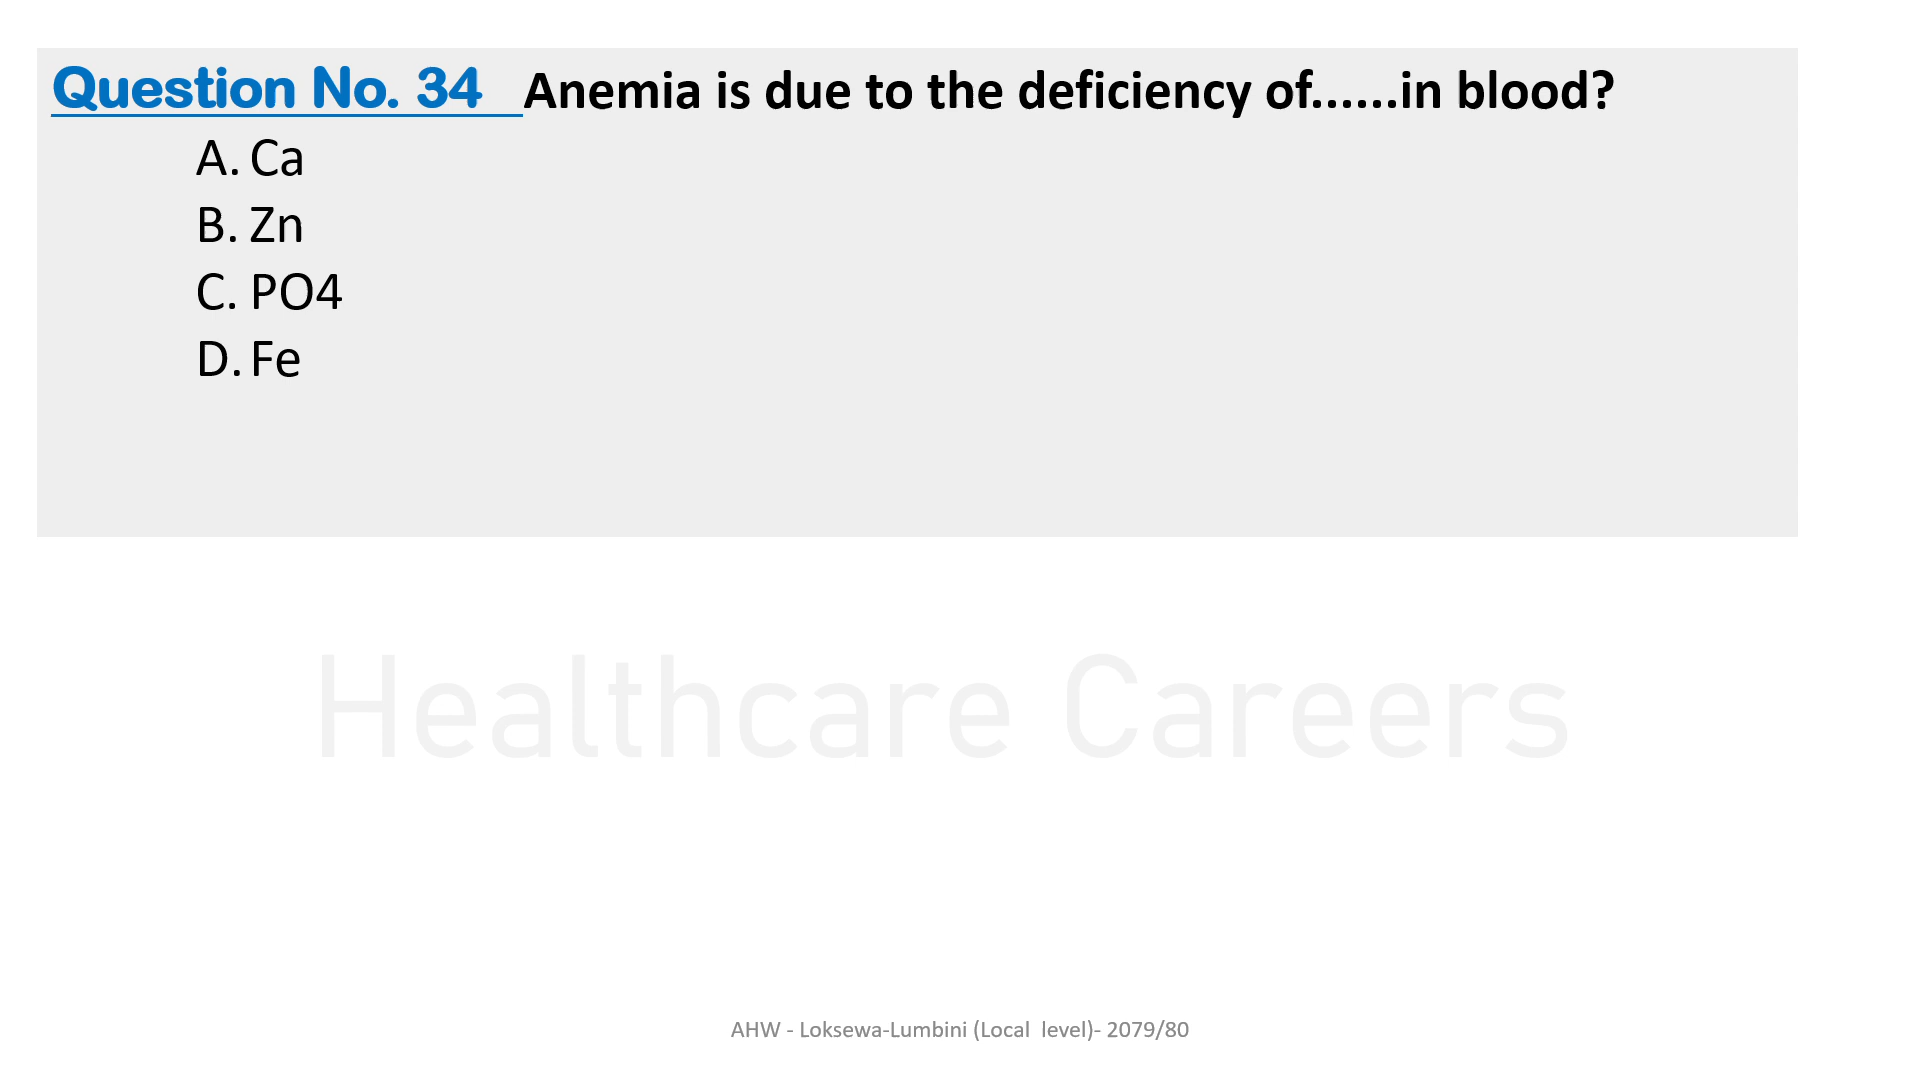 Question No. 34 Anemia is due to the deficiency of......in blood?
A. Ca
B. Zn
C. PO4
D. Fe
Healthcare Careers
AHW - Loksewa-Lumbini (Local level)- 2079/80